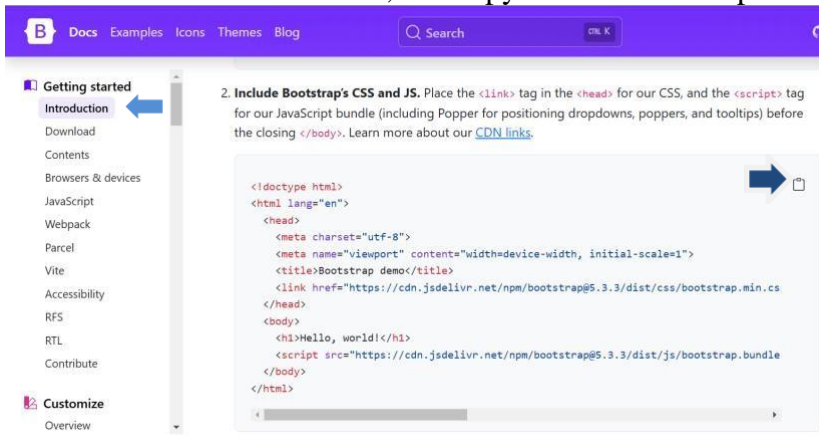 B Docs Examples Icons Themes Blog Search CTRL K
Getting started
Introduction
Download
Contents
Browsers & devices
JavaScript
Webpack
Parcel
Vite
Accessibility
RFS
RTL
Contribute
Customize
Overview
2. Include Bootstrap's CSS and JS. Place the <link> tag in the <head> for our CSS, and the <script> tag
for our JavaScript bundle (including Popper for positioning dropdowns, poppers, and tooltips) before
the closing </body>. Learn more about our CDN links.
<!doctype html>
<html lang="en">
<head>
<meta charset="utf-8">
<meta name="viewport" content="width=device-width, initial-scale=1">
<title>Bootstrap demo</title>
<link href="https://cdn.jsdelivr.net/npm/bootstrap@5.3.3/dist/css/bootstrap.min.cs
</head>
<body>
<h1>Hello, world!</h1>
<script src="https://cdn.jsdelivr.net/npm/bootstrap@5.3.3/dist/js/bootstrap.bundle
</body>
</html>